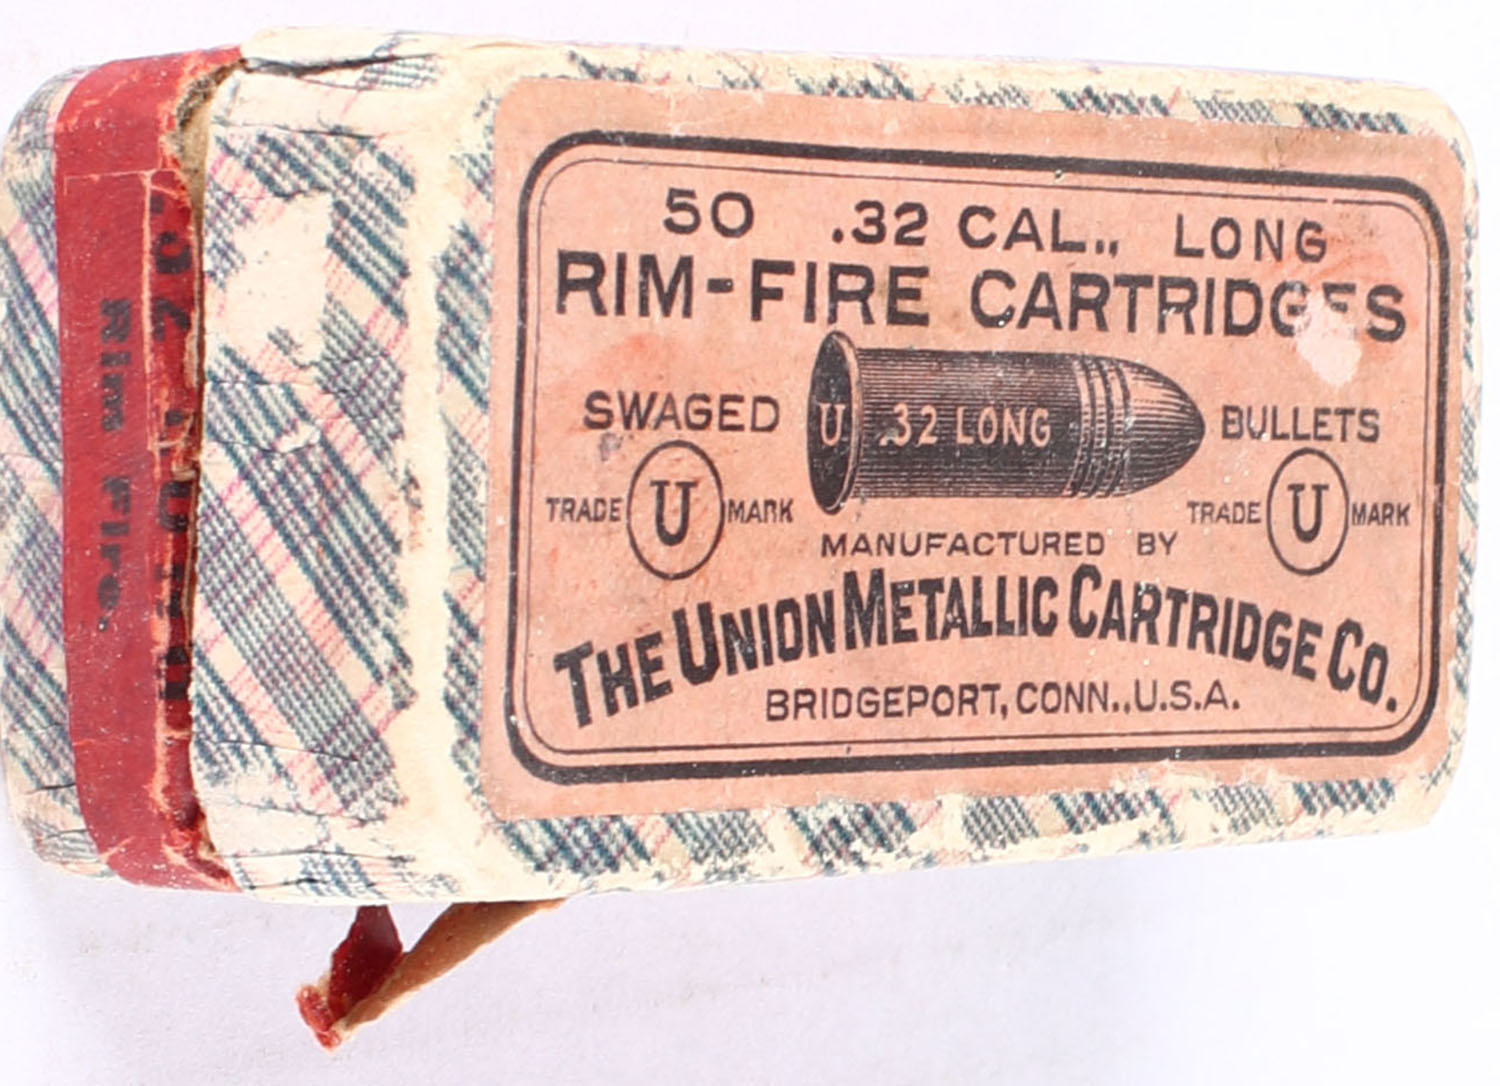 50 .32 CAL., LONG
RIM-FIRE CARTRIDGES
SWAGED BULLETS
U .32 LONG
TRADE U MARK TRADE U MARK
MANUFACTURED BY
THE UNION METALLIC CARTRIDGE CO.
BRIDGEPORT, CONN., U.S.A.
Rim Fire.